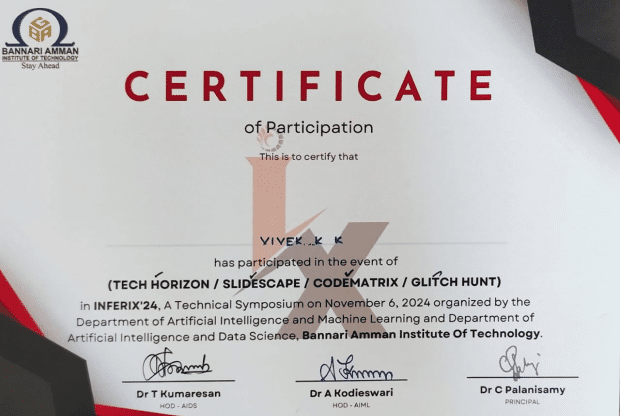 BANNARI AMMAN
INSTITUTE OF TECHNOLOGY
Stay Ahead
CERTIFICATE
of Participation
This is to certify that
VIVEK..K K
has participated in the event of
(TECH HORIZON / SLIDESCAPE / CODEMATRIX / GLITCH HUNT)
in INFERIX'24, A Technical Symposium on November 6, 2024 organized by the
Department of Artificial Intelligence and Machine Learning and Department of
Artificial Intelligence and Data Science, Bannari Amman Institute Of Technology.
Dr T Kumaresan
HOD - AIDS
Dr A Kodieswari
HOD - AIML
Dr C Palanisamy
PRINCIPAL